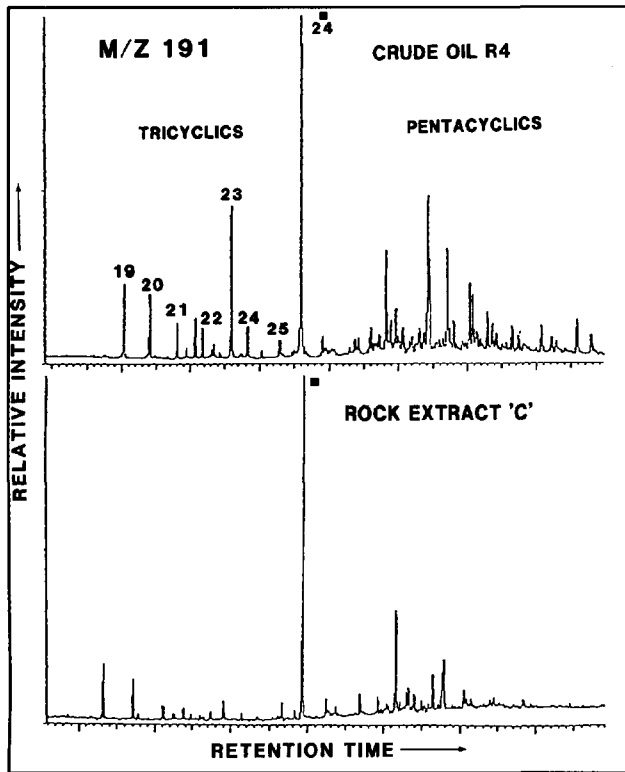 M/Z 191
■
24
CRUDE OIL R4
TRICYCLICS
PENTACYCLICS
19
20
21
22
23
24
25
■
ROCK EXTRACT 'C'
RELATIVE INTENSITY
RETENTION TIME